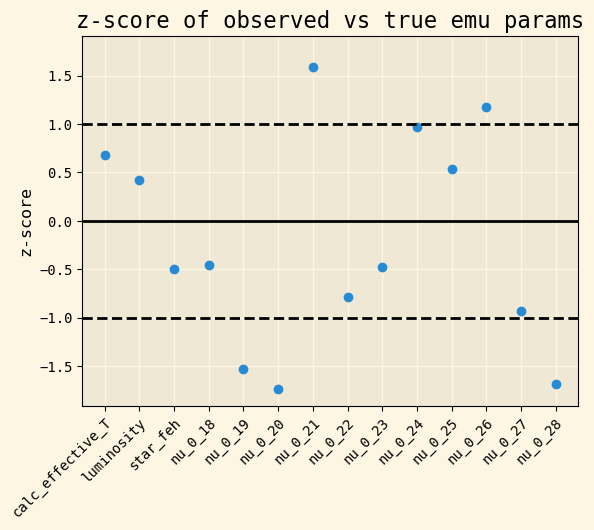 z-score of observed vs true emu params
z-score
1.5
1.0
0.5
0.0
−0.5
−1.0
−1.5
calc_effective_T
luminosity
star_feh
nu_0_18
nu_0_19
nu_0_20
nu_0_21
nu_0_22
nu_0_23
nu_0_24
nu_0_25
nu_0_26
nu_0_27
nu_0_28